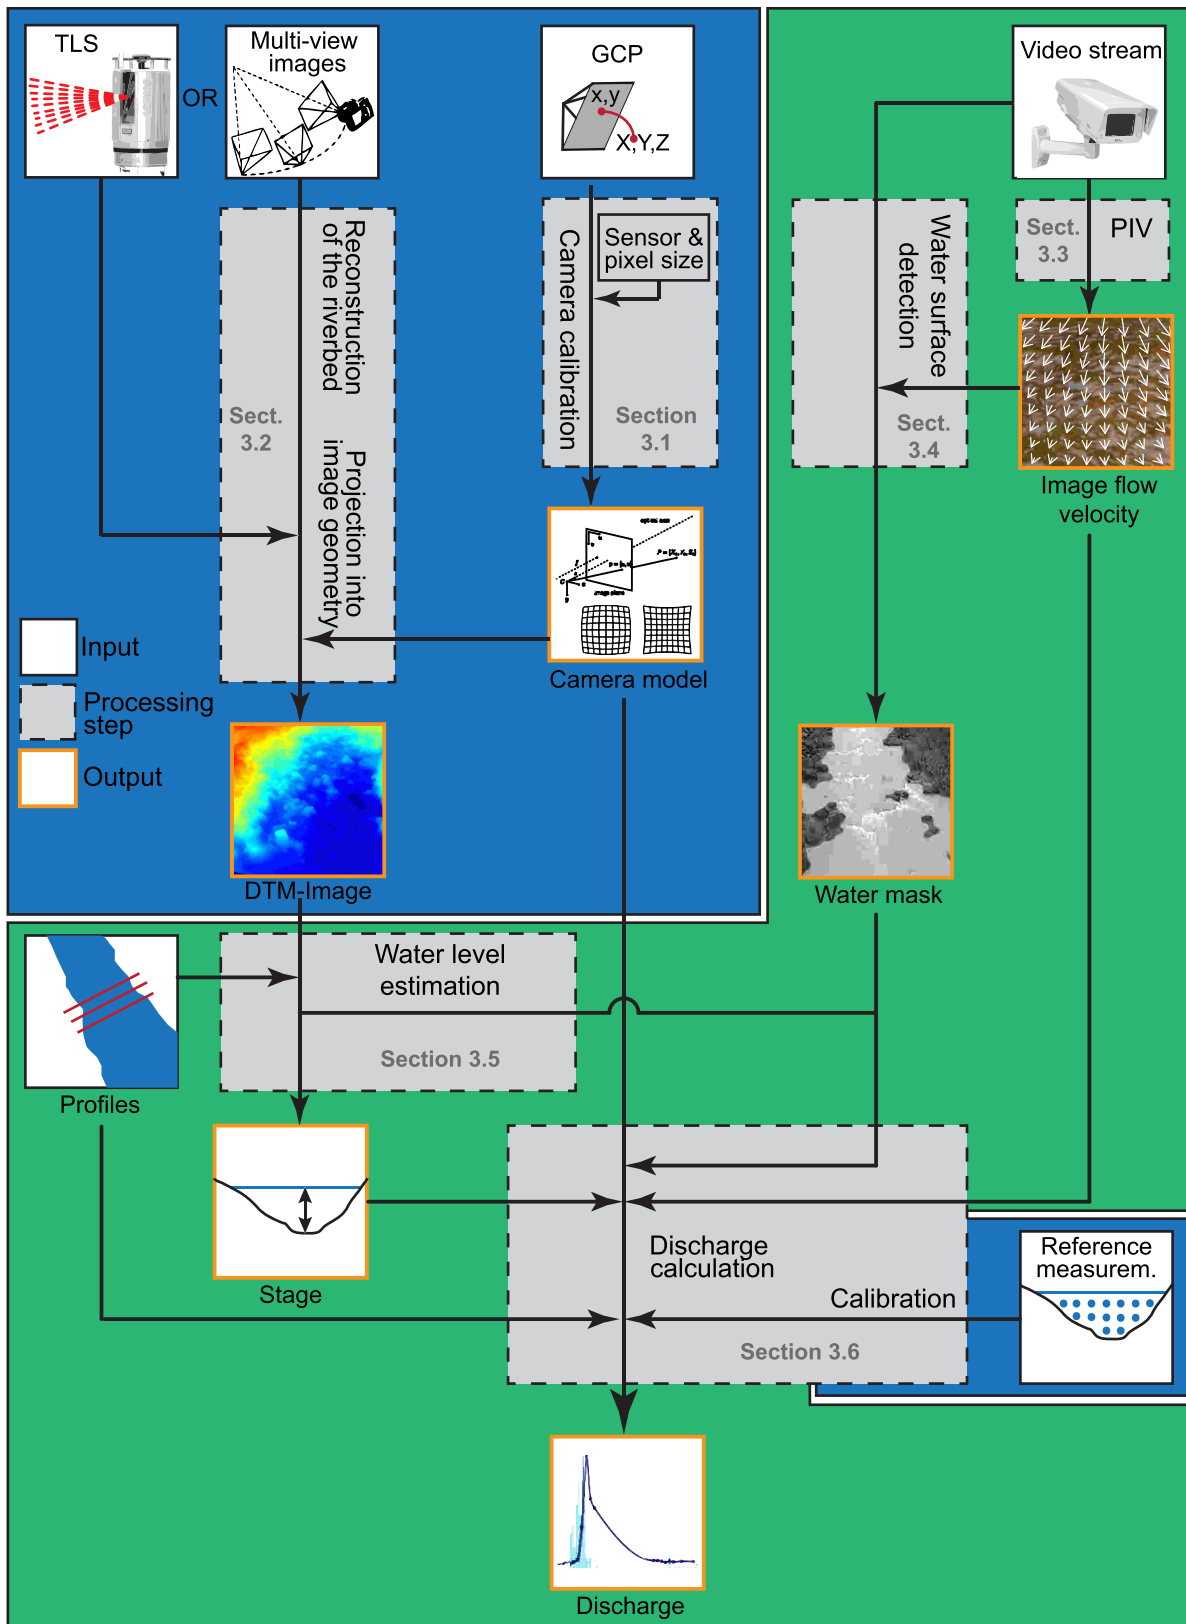 TLS
OR
Multi-view
images
GCP
x,y
X,Y,Z
Video stream
Reconstruction
of the riverbed
Projection into
image geometry
Sect.
3.2
Camera calibration
Sensor &
pixel size
Section
3.1
Water surface
detection
Sect.
3.4
Sect.
3.3
PIV
Image flow
velocity
Camera model
Input
Processing
step
Output
DTM-Image
Water mask
Water level
estimation
Section 3.5
Profiles
Stage
Discharge
calculation
Calibration
Section 3.6
Reference
measurem.
Discharge